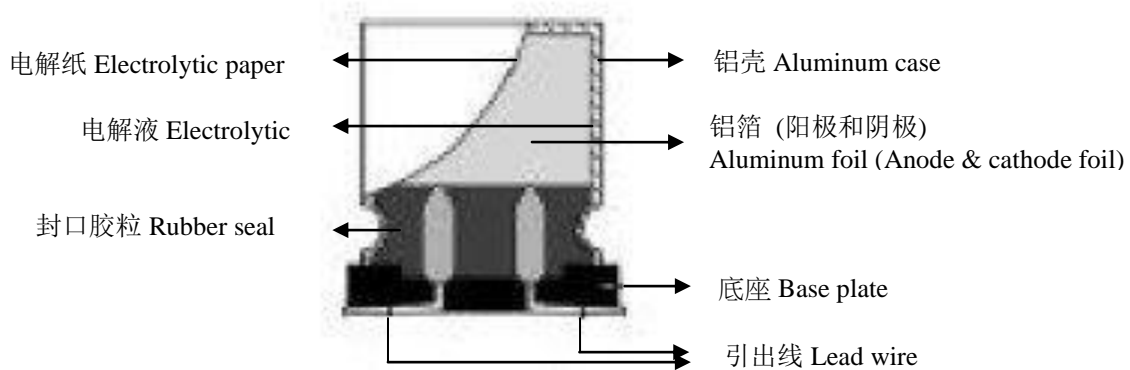 电解纸 Electrolytic paper
电解液 Electrolytic
封口胶粒 Rubber seal
铝壳 Aluminum case
铝箔 (阳极和阴极)
Aluminum foil (Anode & cathode foil)
底座 Base plate
引出线 Lead wire